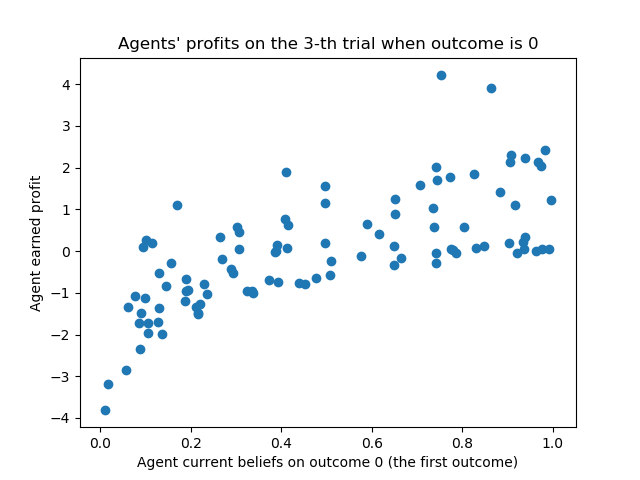 Agents' profits on the 3-th trial when outcome is 0
Agent earned profit
4
3
2
1
0
−1
−2
−3
−4
0.0 0.2 0.4 0.6 0.8 1.0
Agent current beliefs on outcome 0 (the first outcome)